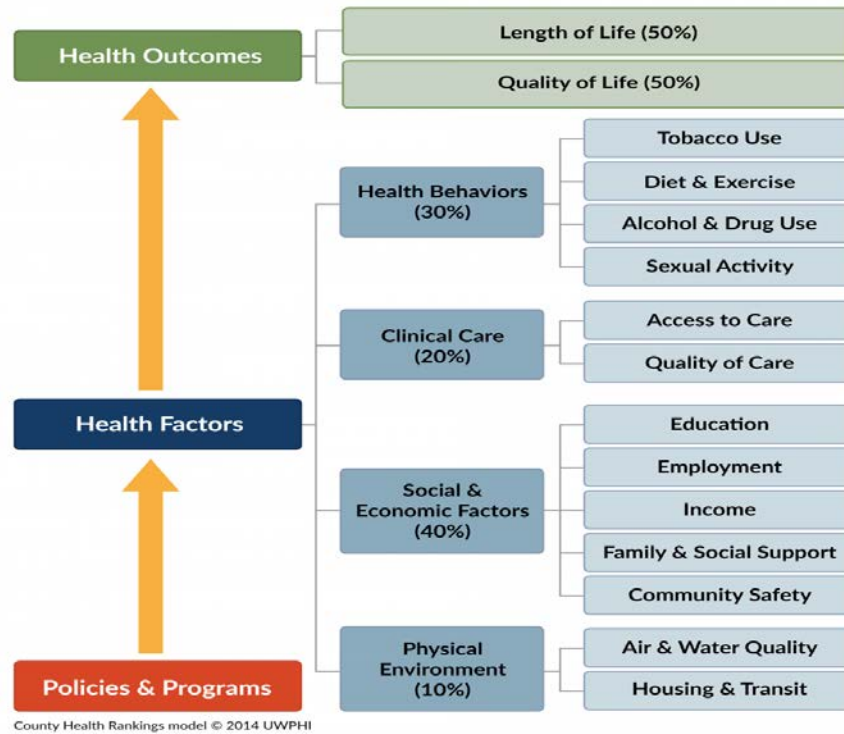 Health Outcomes
Length of Life (50%)
Quality of Life (50%)
Health Factors
Health Behaviors
(30%)
Tobacco Use
Diet & Exercise
Alcohol & Drug Use
Sexual Activity
Clinical Care
(20%)
Access to Care
Quality of Care
Social &
Economic Factors
(40%)
Education
Employment
Income
Family & Social Support
Community Safety
Physical
Environment
(10%)
Air & Water Quality
Housing & Transit
Policies & Programs
County Health Rankings model © 2014 UWPHI